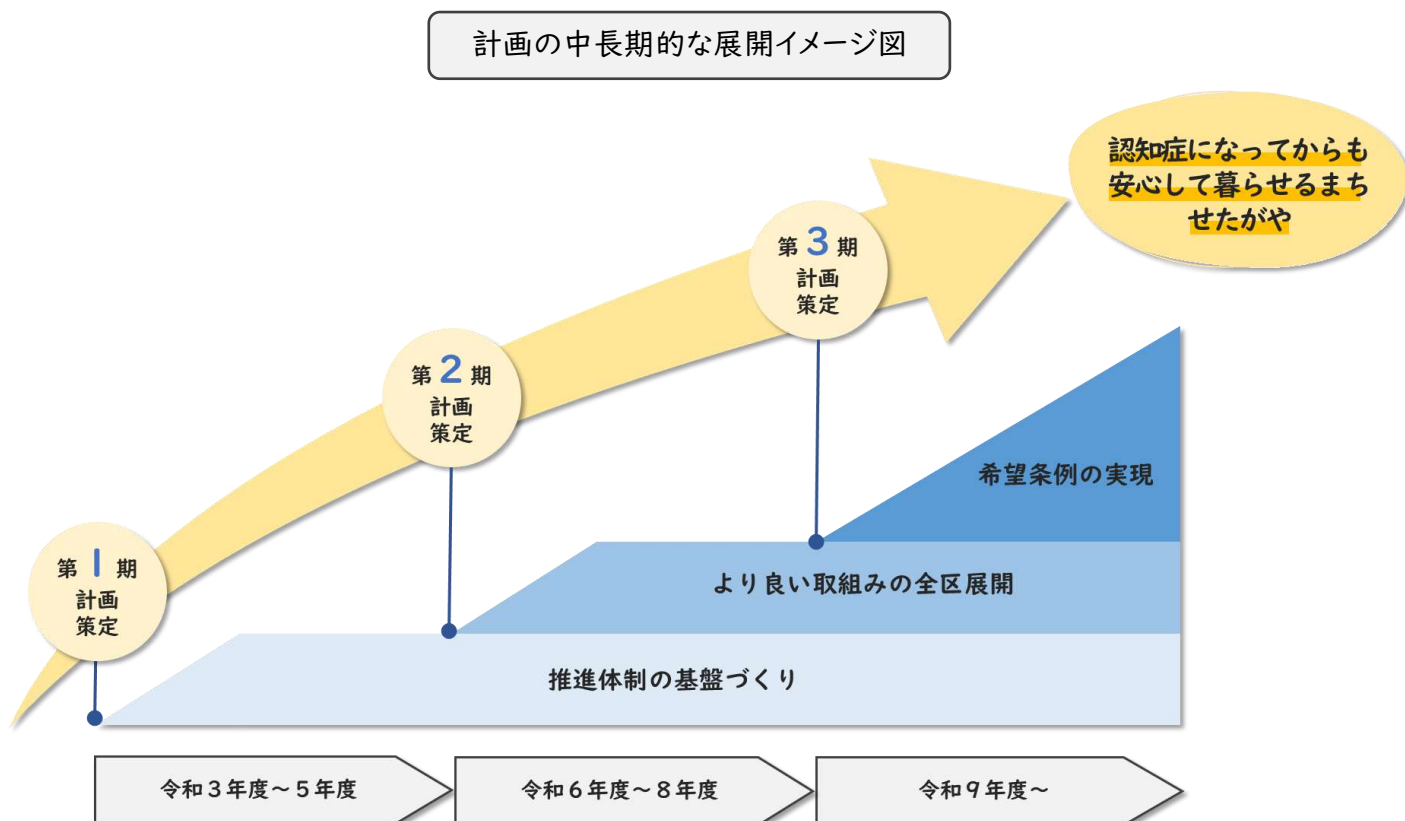 計画の中長期的な展開イメージ図
認知症になってからも
安心して暮らせるまち
せたがや
第3期
計画
策定
第2期
計画
策定
希望条例の実現
第1期
計画
策定
より良い取組みの全区展開
推進体制の基盤づくり
令和3年度～5年度
令和6年度～8年度
令和9年度～